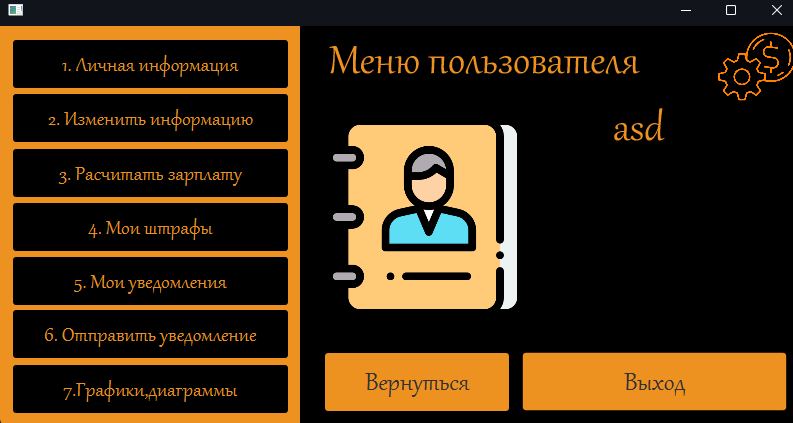 1. Личная информация
2. Изменить информацию
3. Расчитать зарплату
4. Мои штрафы
5. Мои уведомления
6. Отправить уведомление
7.Графики,диаграммы
Меню пользователя
$
asd
Вернуться
Выход